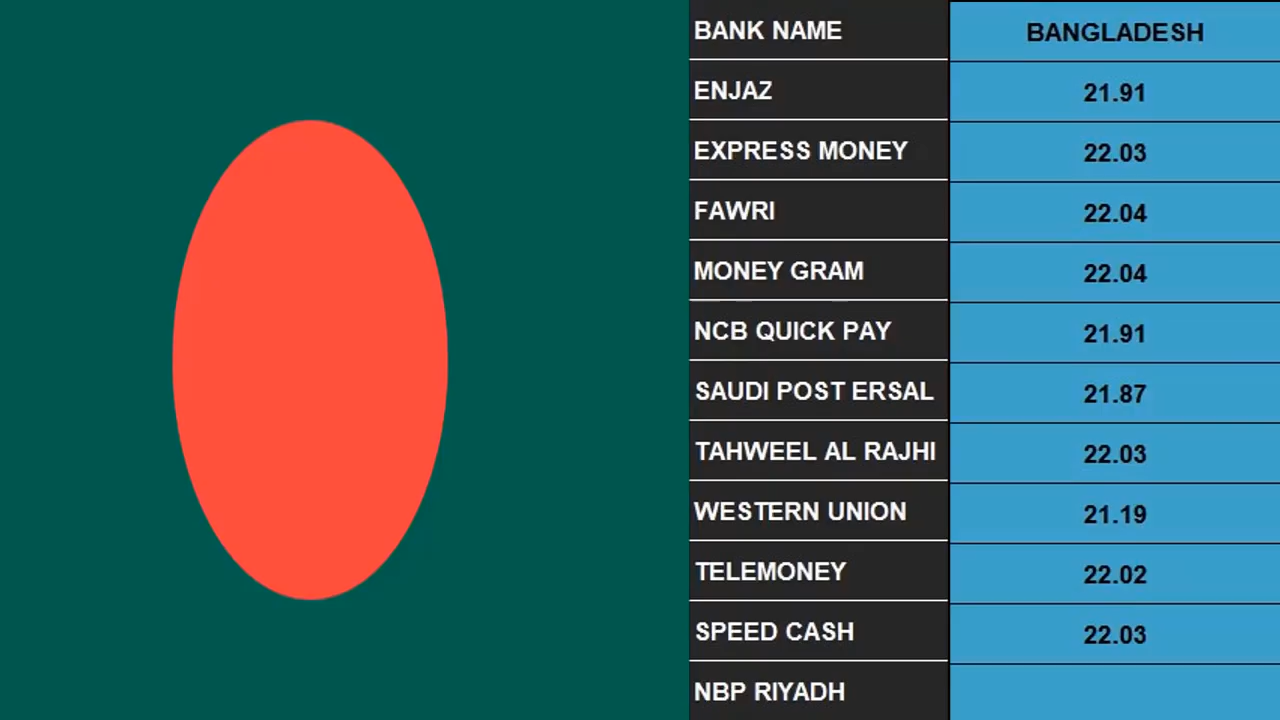 BANK NAME BANGLADESH
ENJAZ 21.91
EXPRESS MONEY 22.03
FAWRI 22.04
MONEY GRAM 22.04
NCB QUICK PAY 21.91
SAUDI POST ERSAL 21.87
TAHWEEL AL RAJHI 22.03
WESTERN UNION 21.19
TELEMONEY 22.02
SPEED CASH 22.03
NBP RIYADH